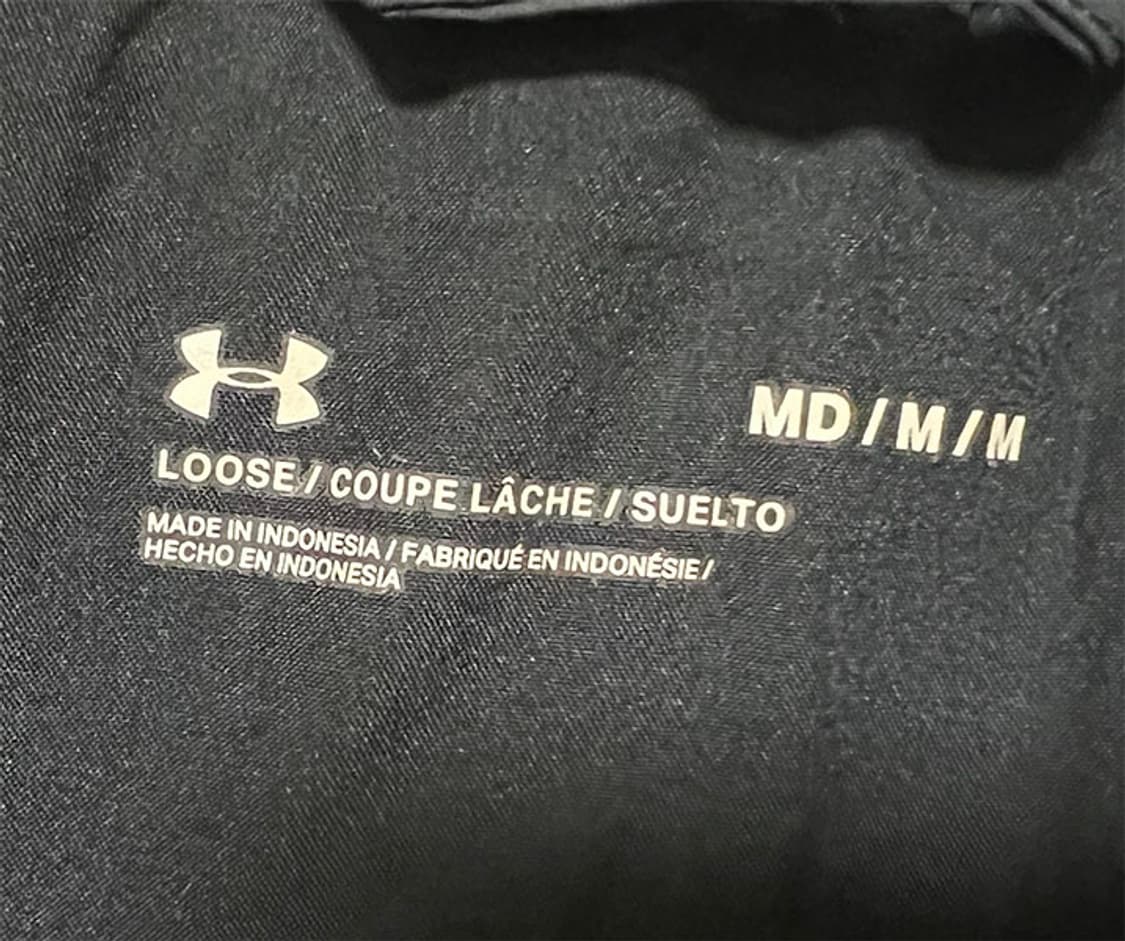 MD / M / M
LOOSE / COUPE LÂCHE / SUELTO
MADE IN INDONESIA / FABRIQUÉ EN INDONÉSIE /
HECHO EN INDONESIA